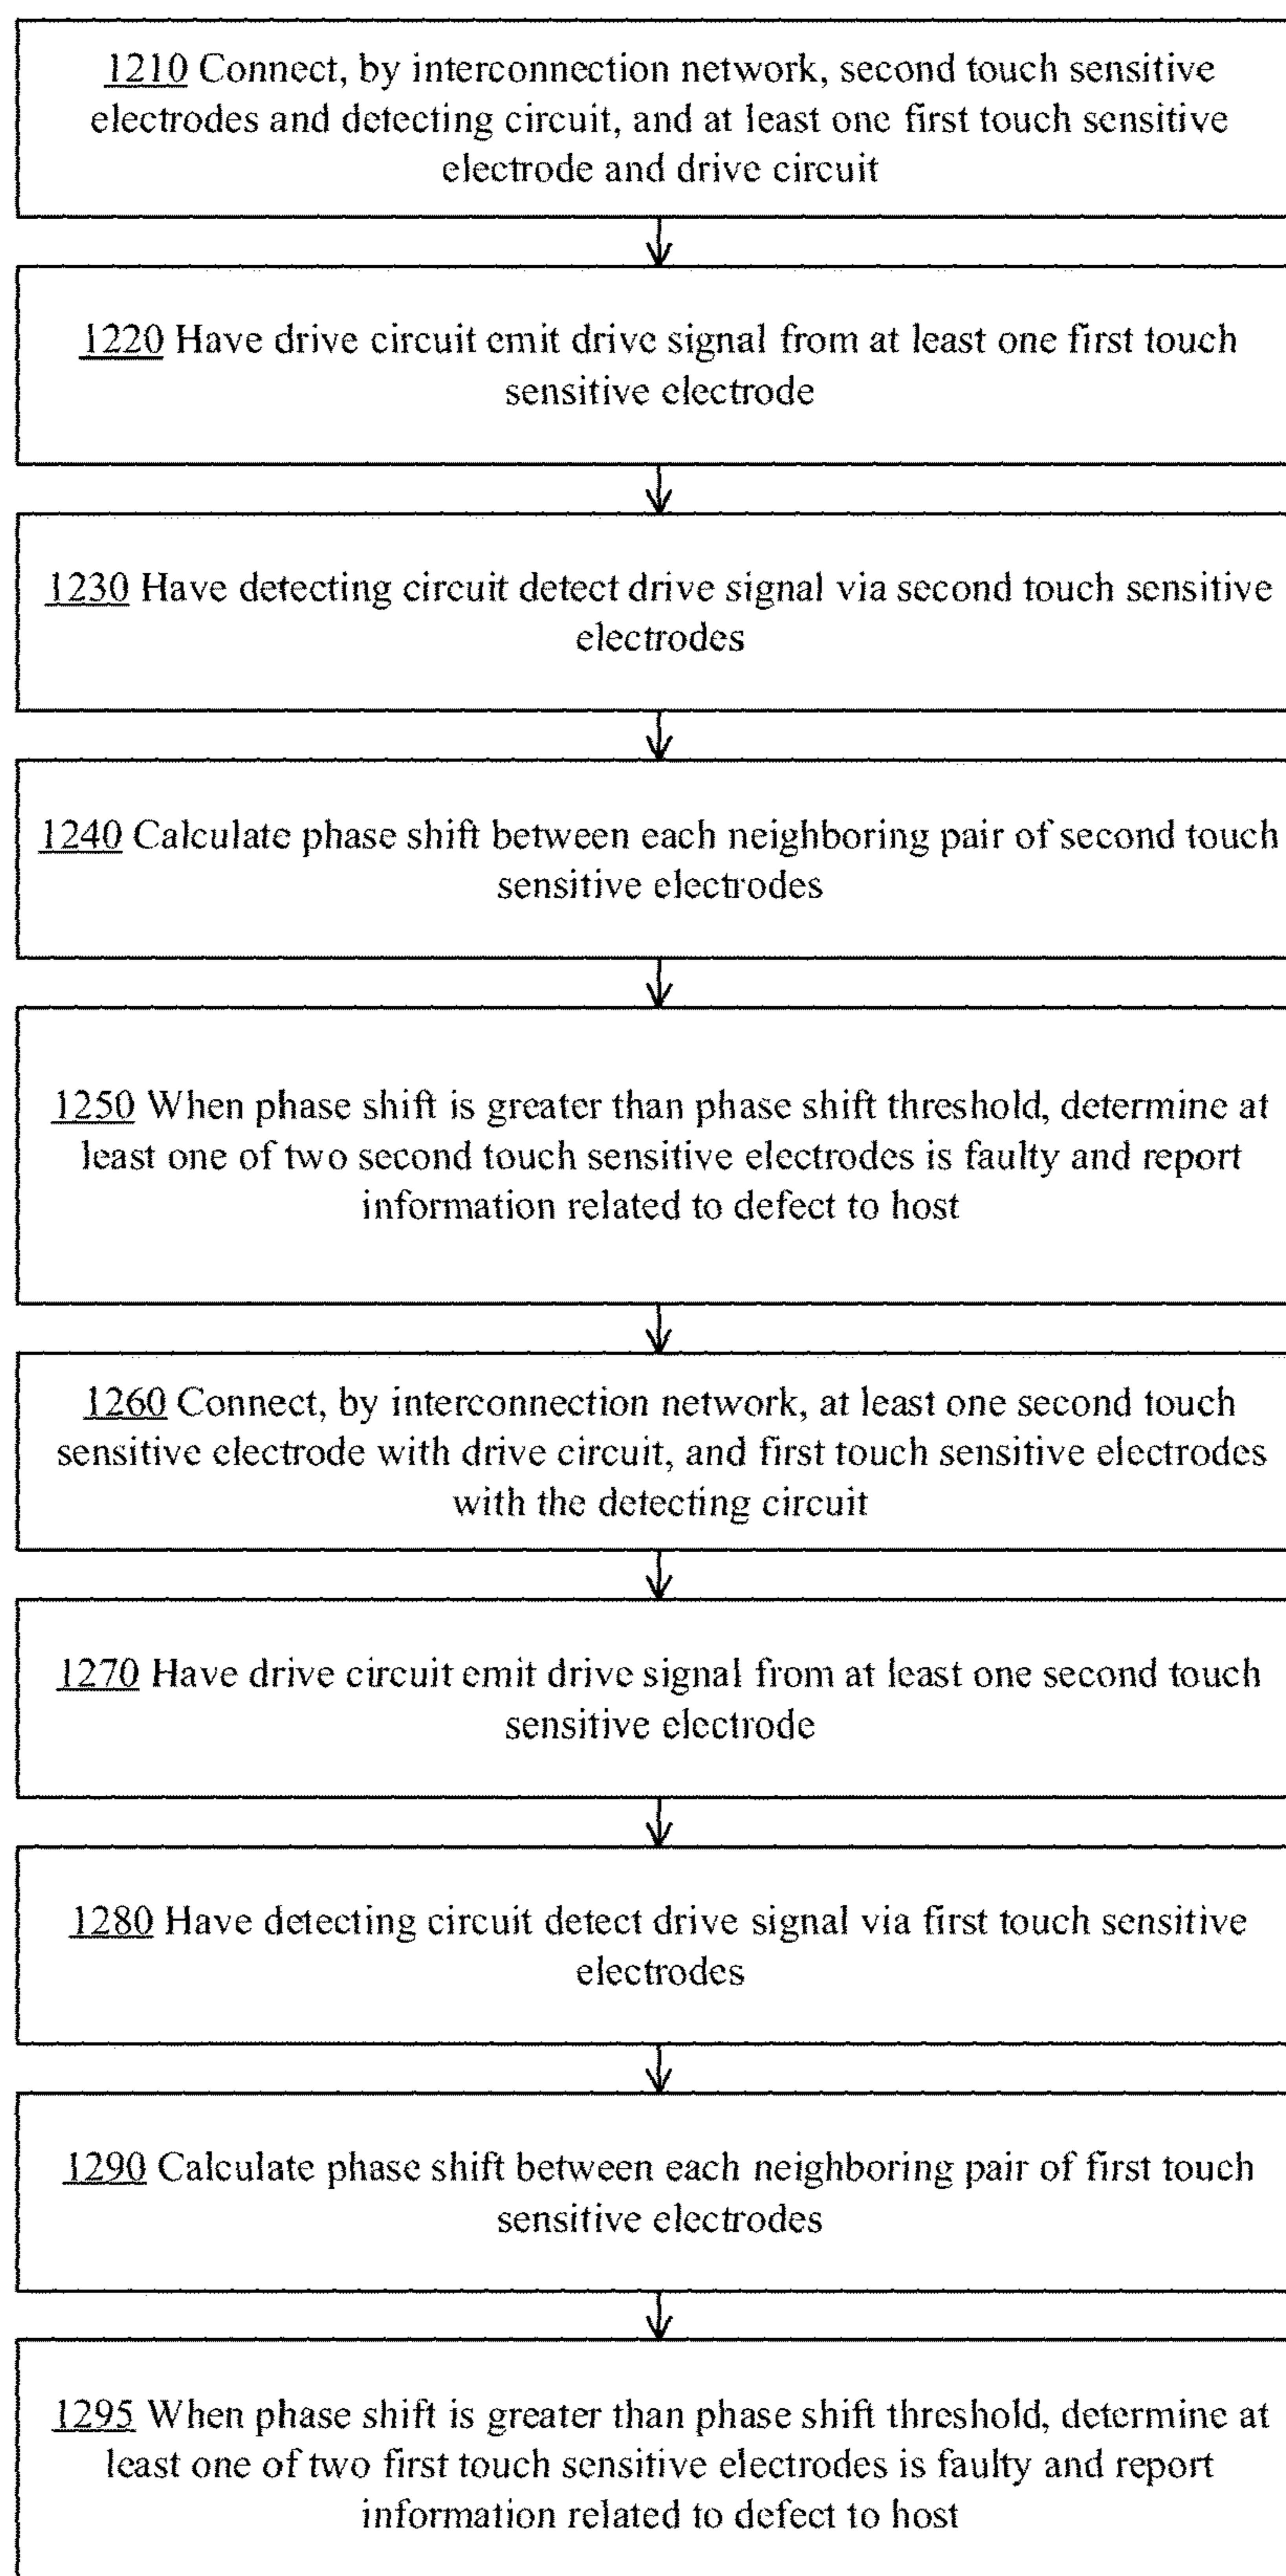 1210 Connect, by interconnection network, second touch sensitive
electrodes and detecting circuit, and at least one first touch sensitive
electrode and drive circuit
1220 Have drive circuit emit drive signal from at least one first touch
sensitive electrode
1230 Have detecting circuit detect drive signal via second touch sensitive
electrodes
1240 Calculate phase shift between each neighboring pair of second touch
sensitive electrodes
1250 When phase shift is greater than phase shift threshold, determine at
least one of two second touch sensitive electrodes is faulty and report
information related to defect to host
1260 Connect, by interconnection network, at least one second touch
sensitive electrode with drive circuit, and first touch sensitive electrodes
with the detecting circuit
1270 Have drive circuit emit drive signal from at least one second touch
sensitive electrode
1280 Have detecting circuit detect drive signal via first touch sensitive
electrodes
1290 Calculate phase shift between each neighboring pair of first touch
sensitive electrodes
1295 When phase shift is greater than phase shift threshold, determine at
least one of two first touch sensitive electrodes is faulty and report
information related to defect to host